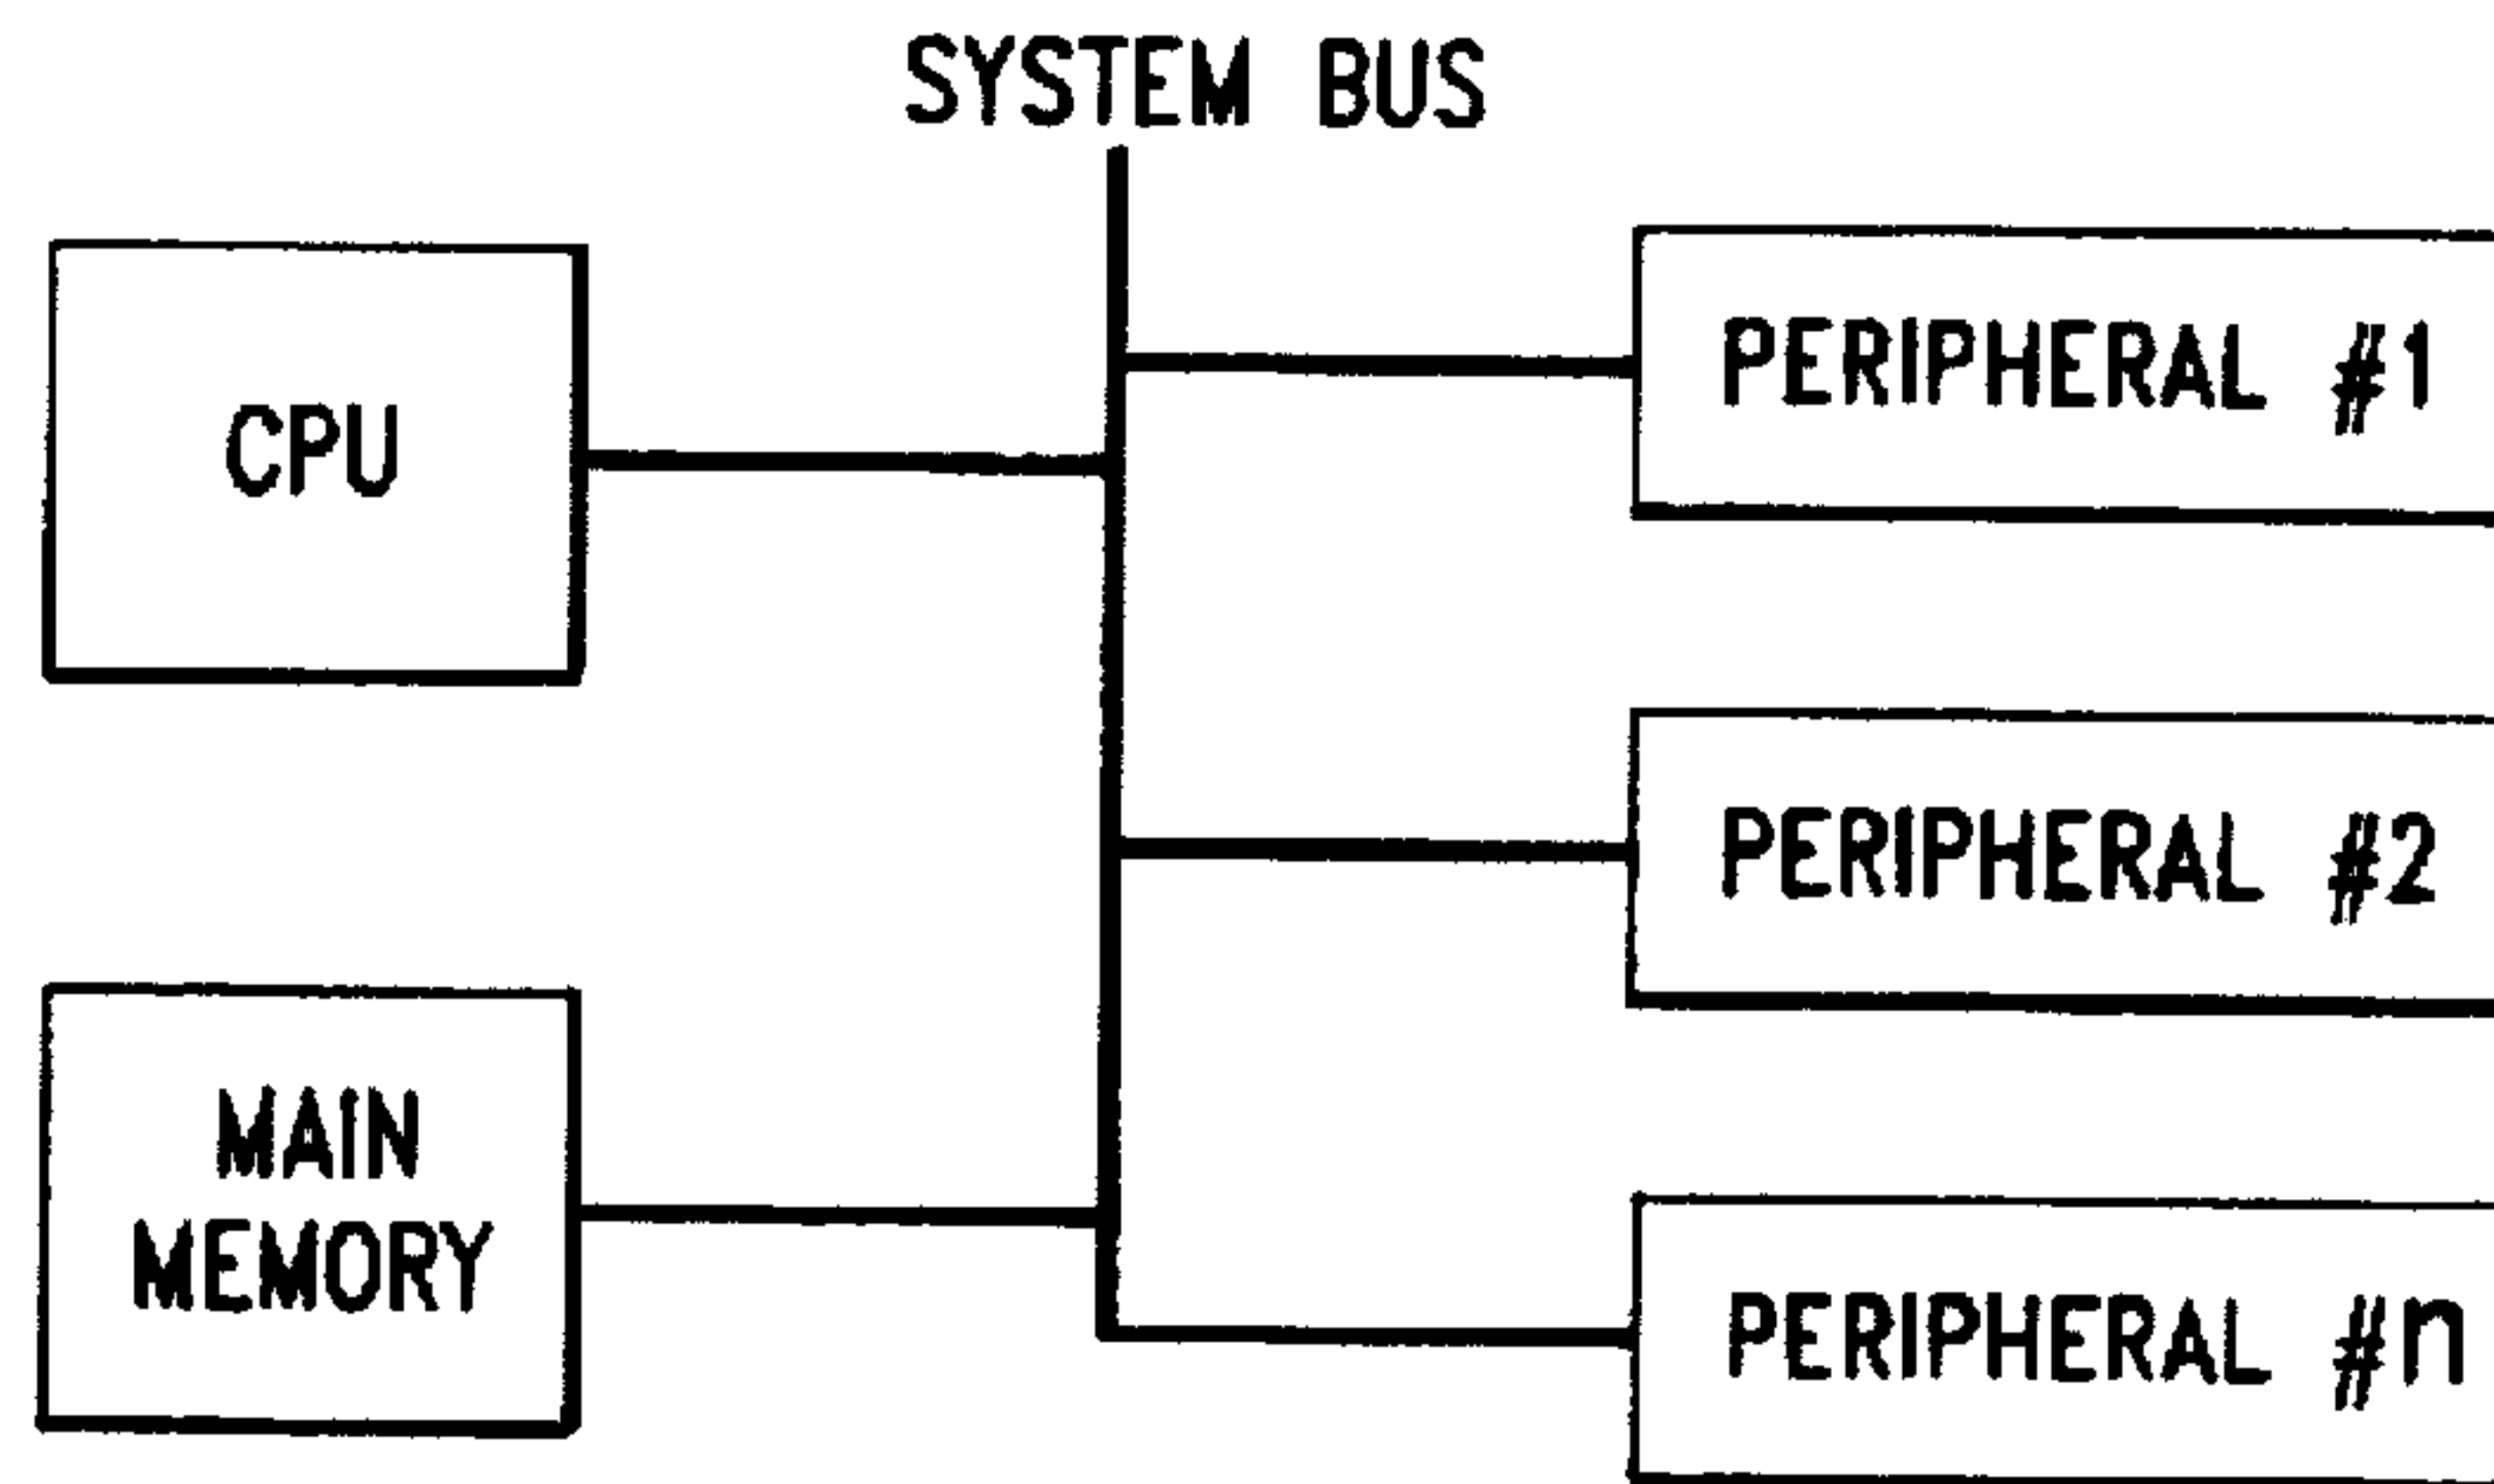 SYSTEM BUS
CPU
PERIPHERAL #1
PERIPHERAL #2
MAIN
MEMORY
PERIPHERAL #n